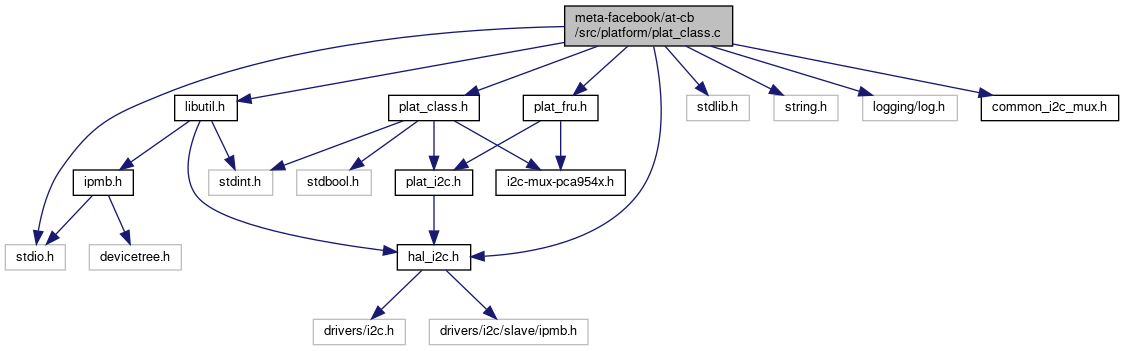 meta-facebook/at-cb
/src/platform/plat_class.c
libutil.h
plat_class.h
plat_fru.h
stdlib.h
string.h
logging/log.h
common_i2c_mux.h
ipmb.h
stdint.h
stdbool.h
plat_i2c.h
i2c-mux-pca954x.h
stdio.h
devicetree.h
hal_i2c.h
drivers/i2c.h
drivers/i2c/slave/ipmb.h